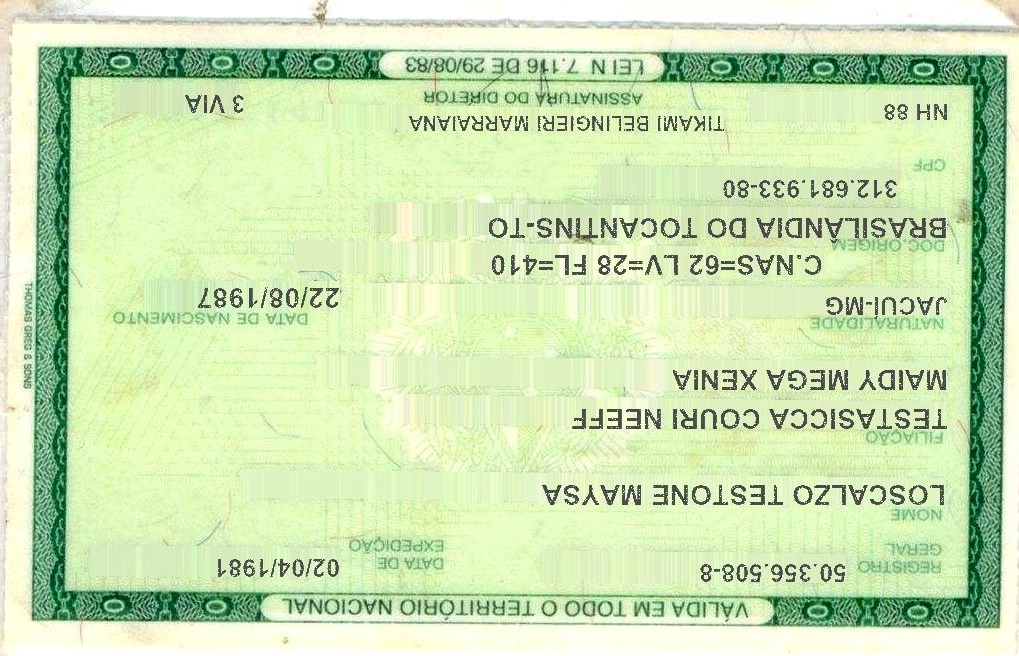 VÁLIDA EM TODO O TERRITÓRIO NACIONAL
REGISTRO GERAL 50.356.508-8 DATA DE EXPEDIÇÃO 02/04/1981
NOME
LOSCALZO TESTONE MAYSA
FILIAÇÃO
TESTASICCA COURI NEEFF
MAIDY MEGA XENIA
NATURALIDADE DATA DE NASCIMENTO
JACUÍ-MG 22/08/1987
C.NAS=62 LV=28 FL=410
DOC.ORIGEM
BRASILÂNDIA DO TOCANTINS-TO
312.681.933-80
CPF
TIKAMI BELINGIERI MARRAIANA
NH 88 ASSINATURA DO DIRETOR 3 VIA
LEI N 7.116 DE 29/08/83
THOMAS GREG & SONS